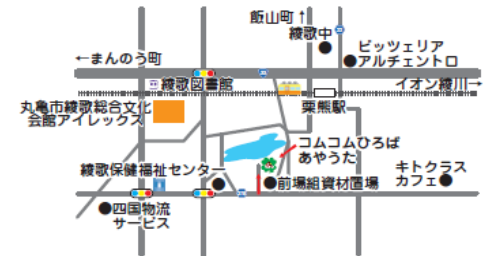 飯山町↑
綾歌中
●
ピッツェリア
●アルチェントロ
←まんのう町
綾歌図書館
イオン綾川→
丸亀市綾歌総合文化
会館アイレックス
栗熊駅
コムコムひろば
あやうた
綾歌保健福祉センター
●
●前場組資材置場
キトクラス
カフェ●
●四国物流
サービス